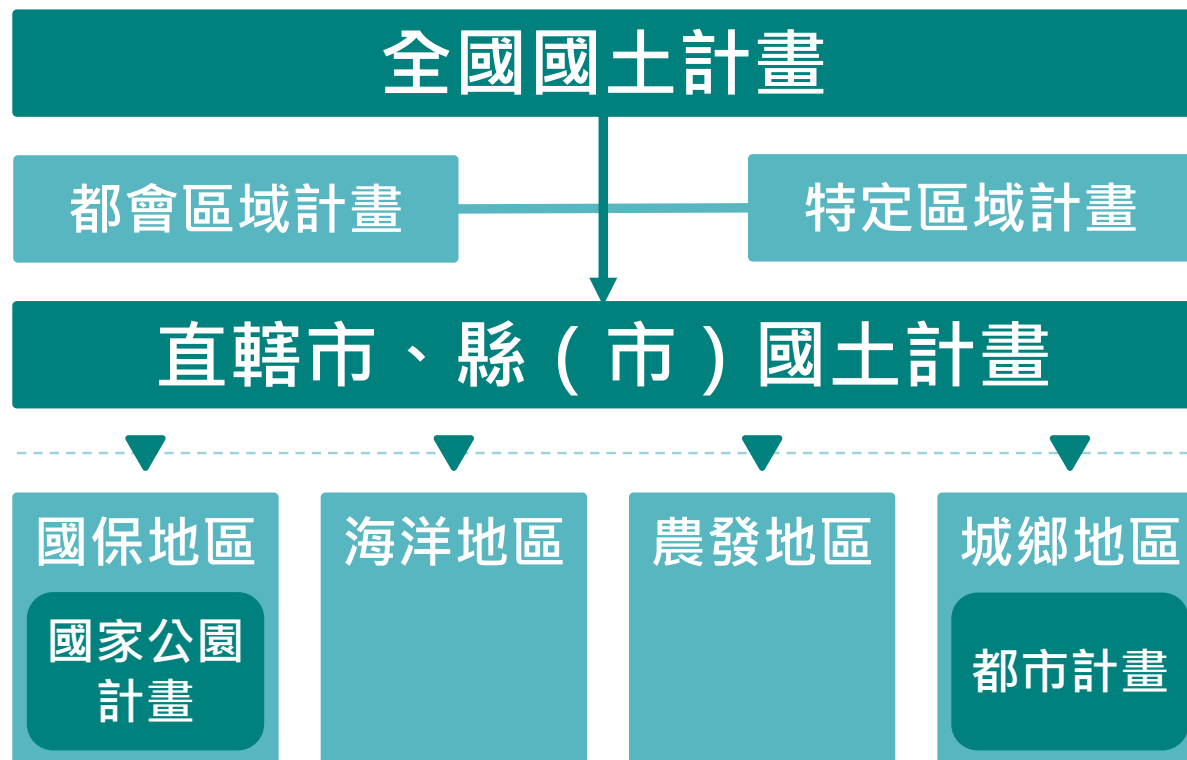 全國國土計畫
都會區域計畫
特定區域計畫
直轄市、縣(市)國土計畫
國保地區
海洋地區
農發地區
城鄉地區
國家公園
計畫
都市計畫